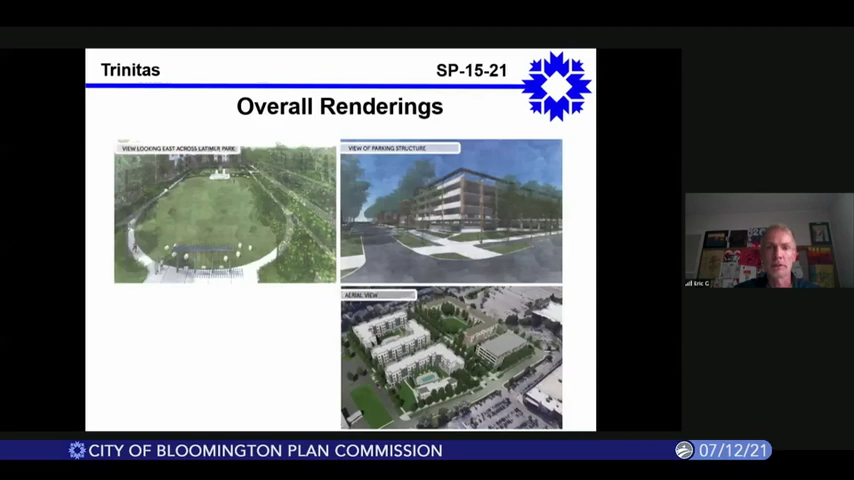 Trinitas
SP-15-21
Overall Renderings
VIEW LOOKING EAST ACROSS LATIMER PARK
VIEW OF PARKING STRUCTURE
AERIAL VIEW
Eric G
CITY OF BLOOMINGTON PLAN COMMISSION
07/12/21